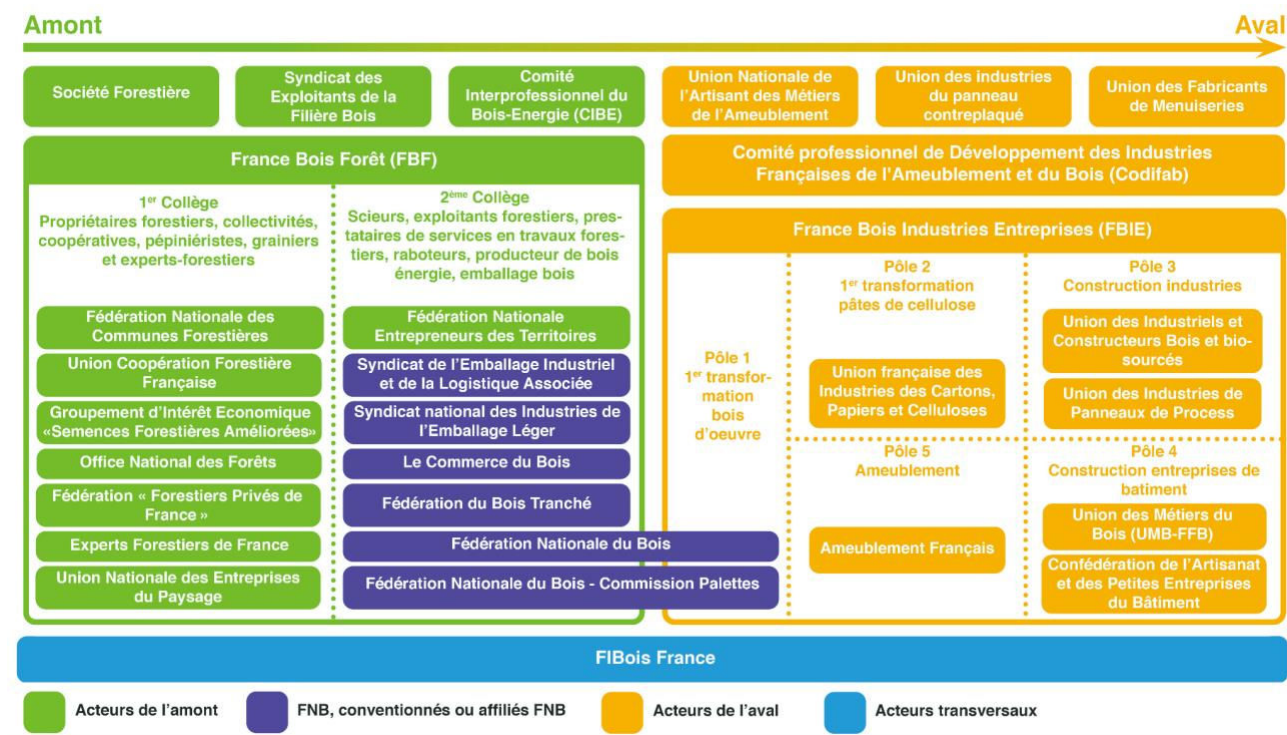 Amont
Aval
Société Forestière
Syndicat des
Exploitants de la
Filière Bois
Comité
Interprofessionnel du
Bois-Energie (CIBE)
Union Nationale de
l'Artisant des Métiers
de l'Ameublement
Union des industries
du panneau
contreplaqué
Union des Fabricants
de Menuiseries
France Bois Forêt (FBF)
1er Collège
Propriétaires forestiers, collectivités,
coopératives, pépiniéristes, grainiers
et experts-forestiers
Fédération Nationale des
Communes Forestières
Union Coopération Forestière
Française
Groupement d'Intérêt Economique
«Semences Forestières Améliorées»
Office National des Forêts
Fédération « Forestiers Privés de
France »
Experts Forestiers de France
Union Nationale des Entreprises
du Paysage
2ème Collège
Scieurs, exploitants forestiers, pres-
tataires de services en travaux fores-
tiers, raboteurs, producteur de bois
énergie, emballage bois
Fédération Nationale
Entrepreneurs des Territoires
Syndicat de l'Emballage Industriel
et de la Logistique Associée
Syndicat national des Industries de
l'Emballage Léger
Le Commerce du Bois
Fédération du Bois Tranché
Fédération Nationale du Bois
Fédération Nationale du Bois - Commission Palettes
Comité professionnel de Développement des Industries
Françaises de l'Ameublement et du Bois (Codifab)
France Bois Industries Entreprises (FBIE)
Pôle 1
1er transfor-
mation
bois
d'oeuvre
Pôle 2
1er transformation
pâtes de cellulose
Union française des
Industries des Cartons,
Papiers et Celluloses
Pôle 3
Construction industries
Union des Industriels et
Constructeurs Bois et bio-
sourcés
Union des Industries de
Panneaux de Process
Pôle 5
Ameublement
Ameublement Français
Pôle 4
Construction entreprises de
batiment
Union des Métiers du
Bois (UMB-FFB)
Confédération de l'Artisanat
et des Petites Entreprises
du Bâtiment
FIBois France
Acteurs de l'amont
FNB, conventionnés ou affiliés FNB
Acteurs de l'aval
Acteurs transversaux